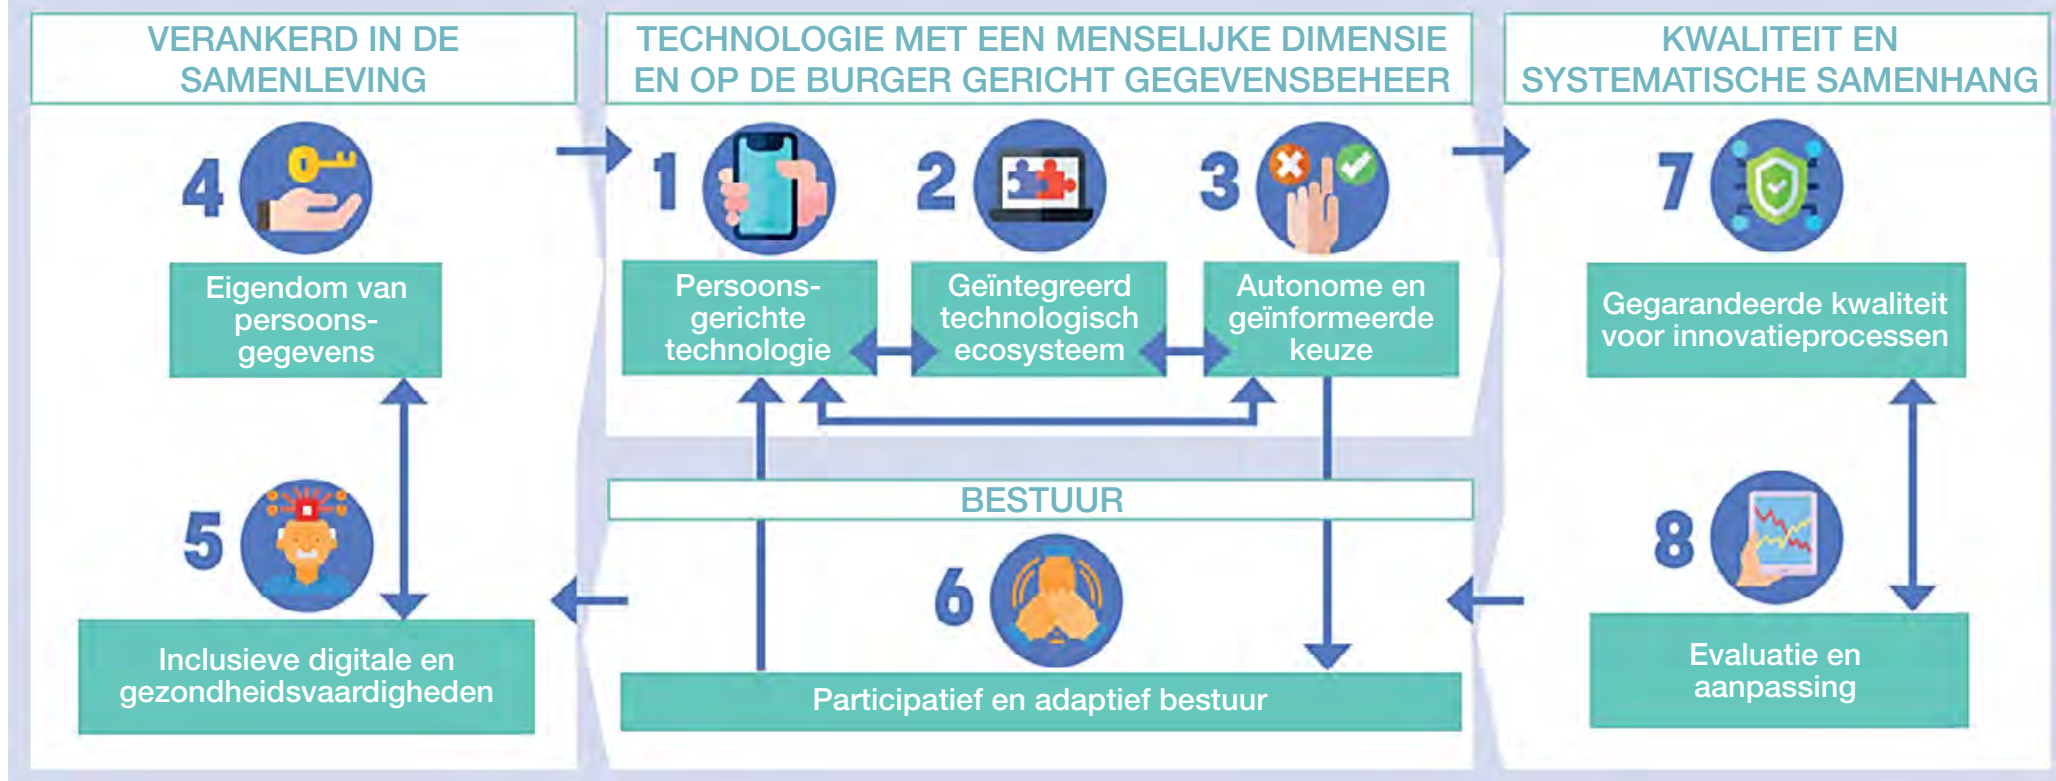 VERANKERD IN DE
SAMENLEVING
4
Eigendom van
persoons-
gegevens
5
Inclusieve digitale en
gezondheidsvaardigheden
TECHNOLOGIE MET EEN MENSELIJKE DIMENSIE
EN OP DE BURGER GERICHT GEGEVENSBEHEER
1
Persoons-
gerichte
technologie
2
Geïntegreerd
technologisch
ecosysteem
3
Autonome en
geïnformeerde
keuze
BESTUUR
6
Participatief en adaptief bestuur
KWALITEIT EN
SYSTEMATISCHE SAMENHANG
7
Gegarandeerde kwaliteit
voor innovatieprocessen
8
Evaluatie en
aanpassing